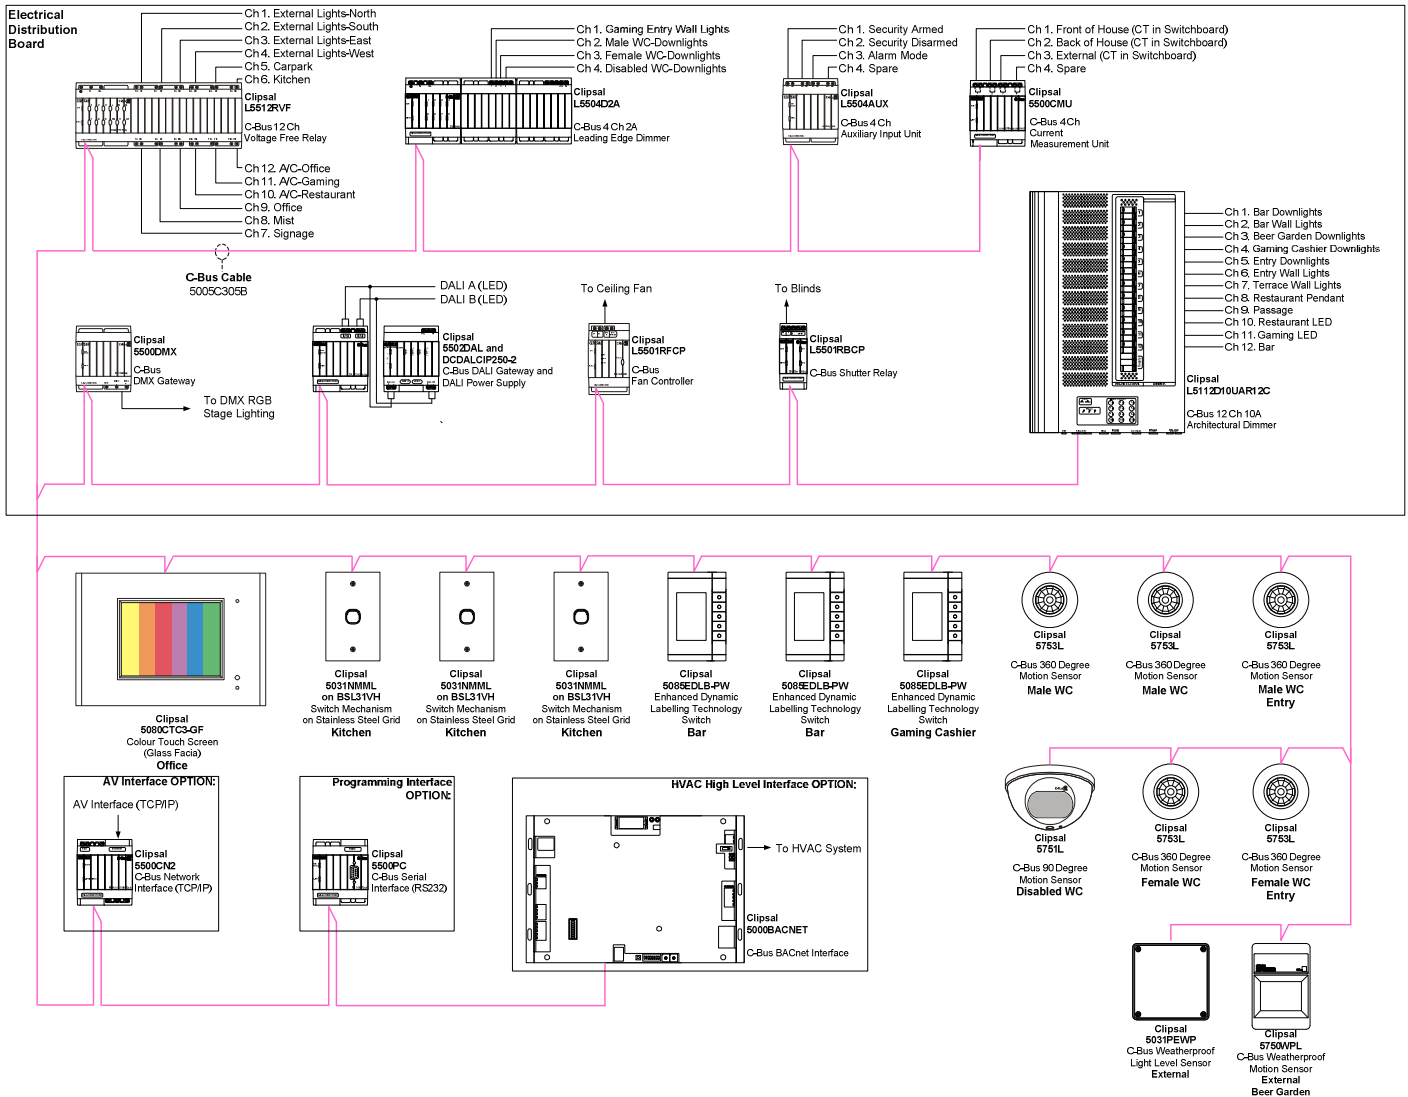 Electrical
Distribution
Board
Ch 1. External Lights-North
Ch 2. External Lights-South
Ch 3. External Lights-East
Ch 4. External Lights-West
Ch 5. Carpark
Ch 6. Kitchen
Clipsal
L5512RVF
C-Bus 12 Ch
Voltage Free Relay
Ch 12. A/C-Office
Ch 11. A/C-Gaming
Ch 10. A/C-Restaurant
Ch 9. Office
Ch 8. Mist
Ch 7. Signage
C-Bus Cable
5005C305B
Ch 1. Gaming Entry Wall Lights
Ch 2. Male WC-Downlights
Ch 3. Female WC-Downlights
Ch 4. Disabled WC-Downlights
Clipsal
L5504D2A
C-Bus 4 Ch 2A
Leading Edge Dimmer
Ch 1. Security Armed
Ch 2. Security Disarmed
Ch 3. Alarm Mode
Ch 4. Spare
Clipsal
L5504AUX
C-Bus 4 Ch
Auxiliary Input Unit
Ch 1. Front of House (CT in Switchboard)
Ch 2. Back of House (CT in Switchboard)
Ch 3. External (CT in Switchboard)
Ch 4. Spare
Clipsal
5500CMU
C-Bus 4 Ch
Current
Measurement Unit
Ch 1. Bar Downlights
Ch 2. Bar Wall Lights
Ch 3. Beer Garden Downlights
Ch 4. Gaming Cashier Downlights
Ch 5. Entry Downlights
Ch 6. Entry Wall Lights
Ch 7. Terrace Wall Lights
Ch 8. Restaurant Pendant
Ch 9. Passage
Ch 10. Restaurant LED
Ch 11. Gaming LED
Ch 12. Bar
Clipsal
L5112D10UAR12C
C-Bus 12 Ch 10A
Architectural Dimmer
Clipsal
5500DMX
C-Bus
DMX Gateway
To DMX RGB
Stage Lighting
DALI A (LED)
DALI B (LED)
Clipsal
5502DAL and
DCDALCIP250-2
C-Bus DALI Gateway and
DALI Power Supply
To Ceiling Fan
Clipsal
L5501RFCP
C-Bus
Fan Controller
To Blinds
Clipsal
L5501RBCP
C-Bus Shutter Relay
Clipsal
5080CTC3-GF
Colour Touch Screen
(Glass Facia)
Office
Clipsal
5031NMML
on BSL31VH
Switch Mechanism
on Stainless Steel Grid
Kitchen
Clipsal
5031NMML
on BSL31VH
Switch Mechanism
on Stainless Steel Grid
Kitchen
Clipsal
5031NMML
on BSL31VH
Switch Mechanism
on Stainless Steel Grid
Kitchen
Clipsal
5085EDLB-PW
Enhanced Dynamic
Labelling Technology
Switch
Bar
Clipsal
5085EDLB-PW
Enhanced Dynamic
Labelling Technology
Switch
Bar
Clipsal
5085EDLB-PW
Enhanced Dynamic
Labelling Technology
Switch
Gaming Cashier
Clipsal
5753L
C-Bus 360 Degree
Motion Sensor
Male WC
Clipsal
5753L
C-Bus 360 Degree
Motion Sensor
Male WC
Clipsal
5753L
C-Bus 360 Degree
Motion Sensor
Male WC
Entry
AV Interface OPTION:
AV Interface (TCP/IP)
Clipsal
5500CN2
C-Bus Network
Interface (TCP/IP)
Programming Interface
OPTION:
Clipsal
5500PC
C-Bus Serial
Interface (RS232)
HVAC High Level Interface OPTION:
To HVAC System
Clipsal
5000BACNET
C-Bus BACnet Interface
Clipsal
5751L
C-Bus 90 Degree
Motion Sensor
Disabled WC
Clipsal
5753L
C-Bus 360 Degree
Motion Sensor
Female WC
Clipsal
5753L
C-Bus 360 Degree
Motion Sensor
Female WC
Entry
Clipsal
5031PEWP
C-Bus Weatherproof
Light Level Sensor
External
Clipsal
5750WPL
C-Bus Weatherproof
Motion Sensor
External
Beer Garden